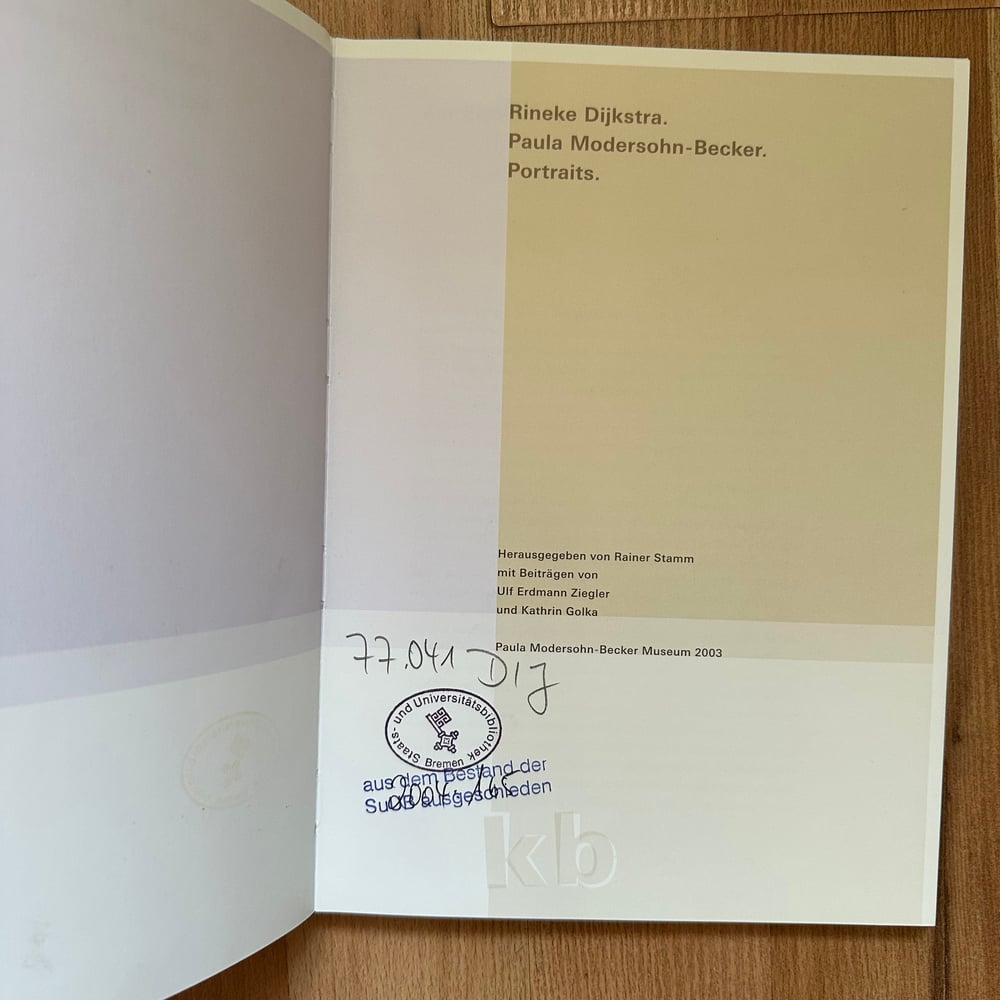 Rineke Dijkstra.
Paula Modersohn-Becker.
Portraits.
Herausgegeben von Rainer Stamm
mit Beiträgen von
Ulf Erdmann Ziegler
und Kathrin Golka
Paula Modersohn-Becker Museum 2003
77.041 DIJ
Staats- und Universitätsbibliothek
Bremen
aus dem Bestand der
SuUB ausgeschieden
kb